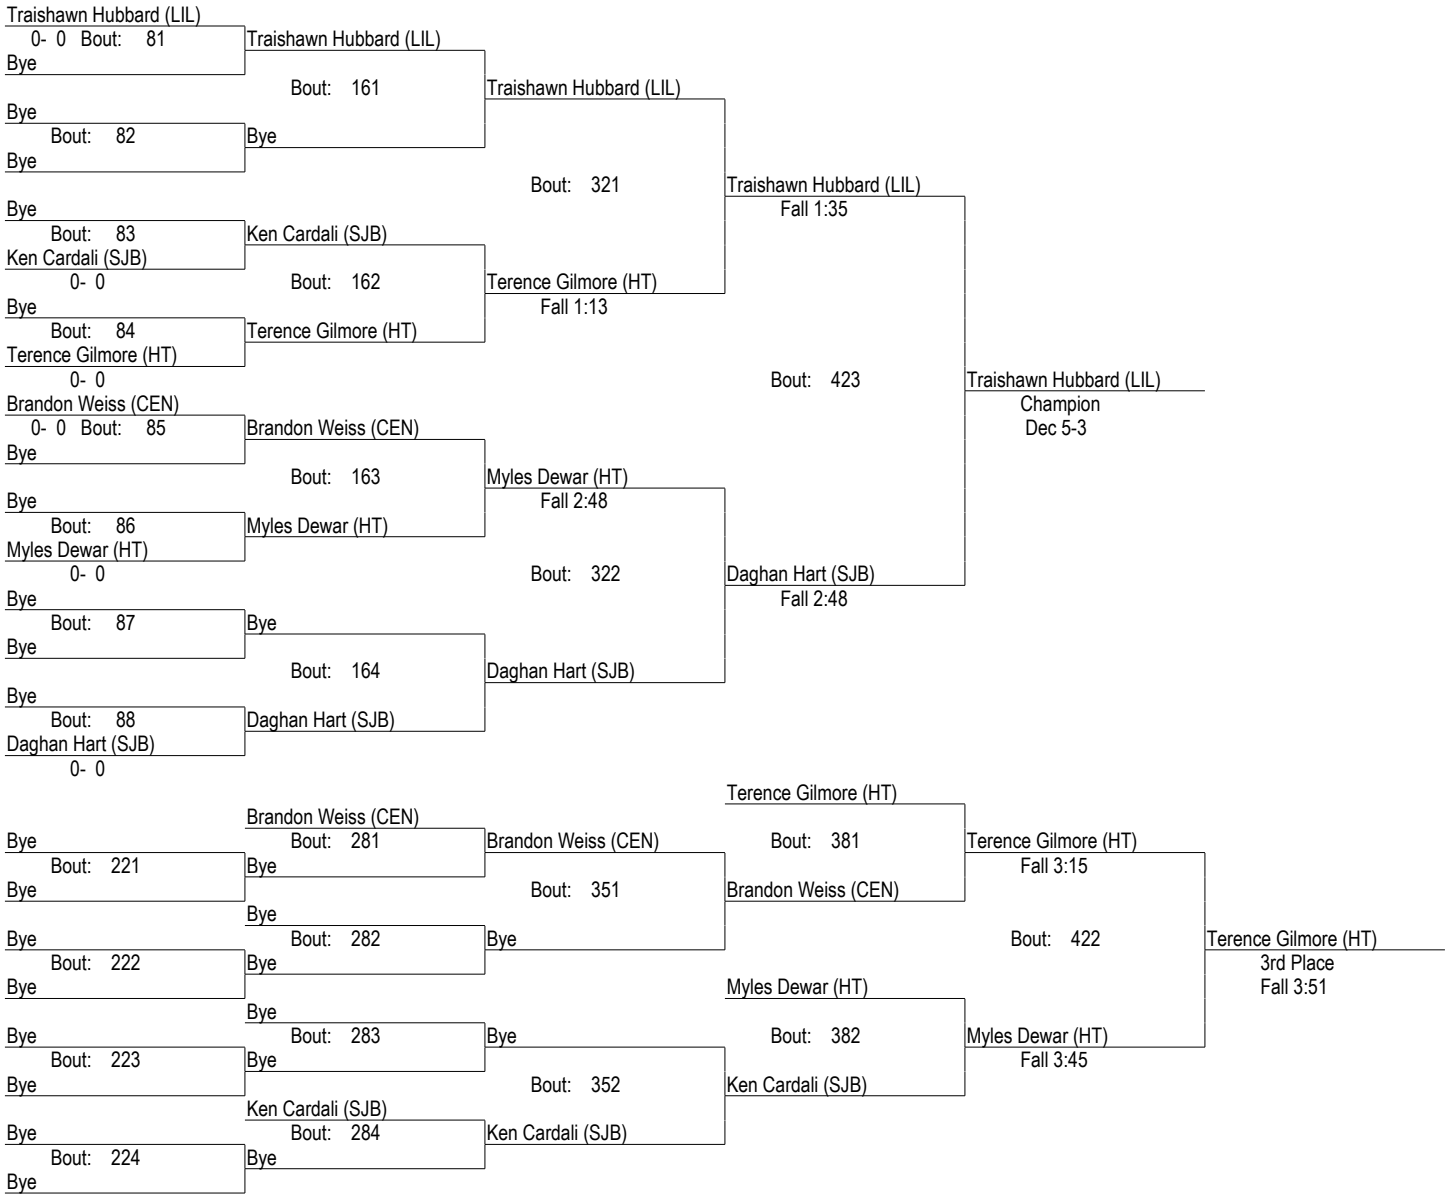 Traishawn Hubbard (LIL)
0- 0 Bout: 81 Traishawn Hubbard (LIL)
Bye
Bout: 161 Traishawn Hubbard (LIL)
Bye
Bout: 82 Bye
Bye
Bout: 321 Traishawn Hubbard (LIL)
Bye Fall 1:35
Bout: 83 Ken Cardali (SJB)
Ken Cardali (SJB)
0- 0 Bout: 162 Terence Gilmore (HT)
Bye Fall 1:13
Bout: 84 Terence Gilmore (HT)
Terence Gilmore (HT)
0- 0 Bout: 423 Traishawn Hubbard (LIL)
Brandon Weiss (CEN) Champion
0- 0 Bout: 85 Brandon Weiss (CEN) Dec 5-3
Bye
Bout: 163 Myles Dewar (HT)
Bye Fall 2:48
Bout: 86 Myles Dewar (HT)
Myles Dewar (HT)
0- 0 Bout: 322 Daghan Hart (SJB)
Bye Fall 2:48
Bout: 87 Bye
Bye
Bout: 164 Daghan Hart (SJB)
Bye
Bout: 88 Daghan Hart (SJB)
Daghan Hart (SJB)
0- 0
Terence Gilmore (HT)
Brandon Weiss (CEN)
Bye Bout: 281 Brandon Weiss (CEN) Bout: 381 Terence Gilmore (HT)
Bout: 221 Bye Fall 3:15
Bye Bout: 351 Brandon Weiss (CEN)
Bye
Bye Bout: 282 Bye Bout: 422 Terence Gilmore (HT)
Bout: 222 Bye 3rd Place
Bye Myles Dewar (HT) Fall 3:51
Bye
Bye Bout: 283 Bye Bout: 382 Myles Dewar (HT)
Bout: 223 Bye Fall 3:45
Bye Bout: 352 Ken Cardali (SJB)
Ken Cardali (SJB)
Bye Bout: 284 Ken Cardali (SJB)
Bout: 224 Bye
Bye